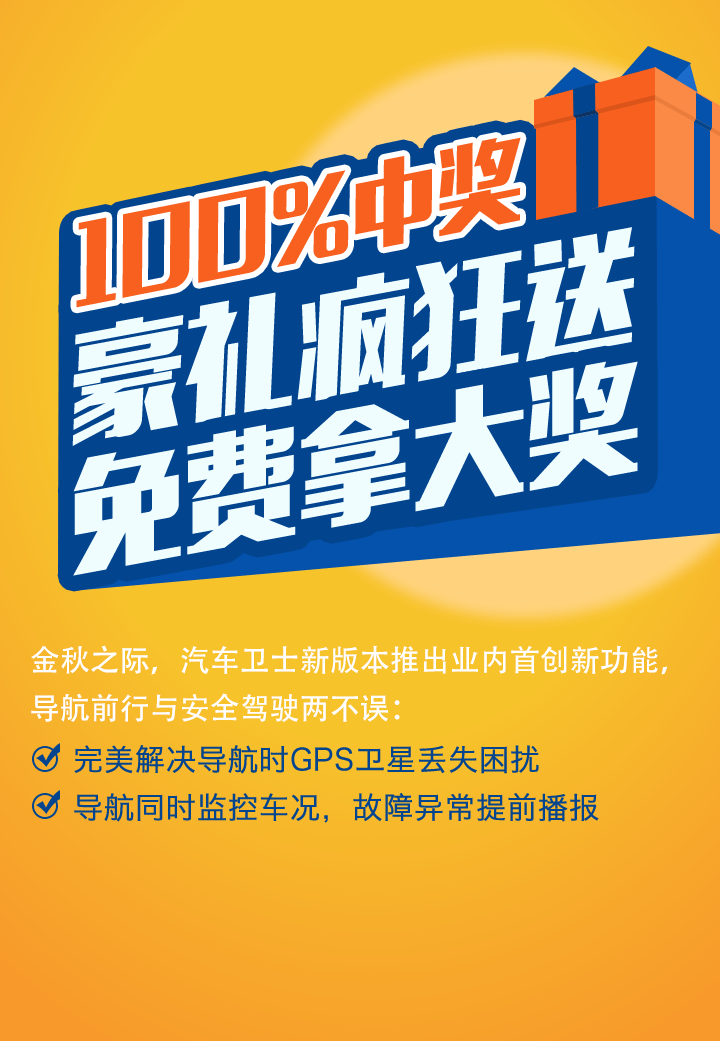 100%中奖
豪礼疯狂送
免费拿大奖
金秋之际，汽车卫士新版本推出业内首创新功能，
导航前行与安全驾驶两不误：
完美解决导航时GPS卫星丢失困扰
导航同时监控车况，故障异常提前播报